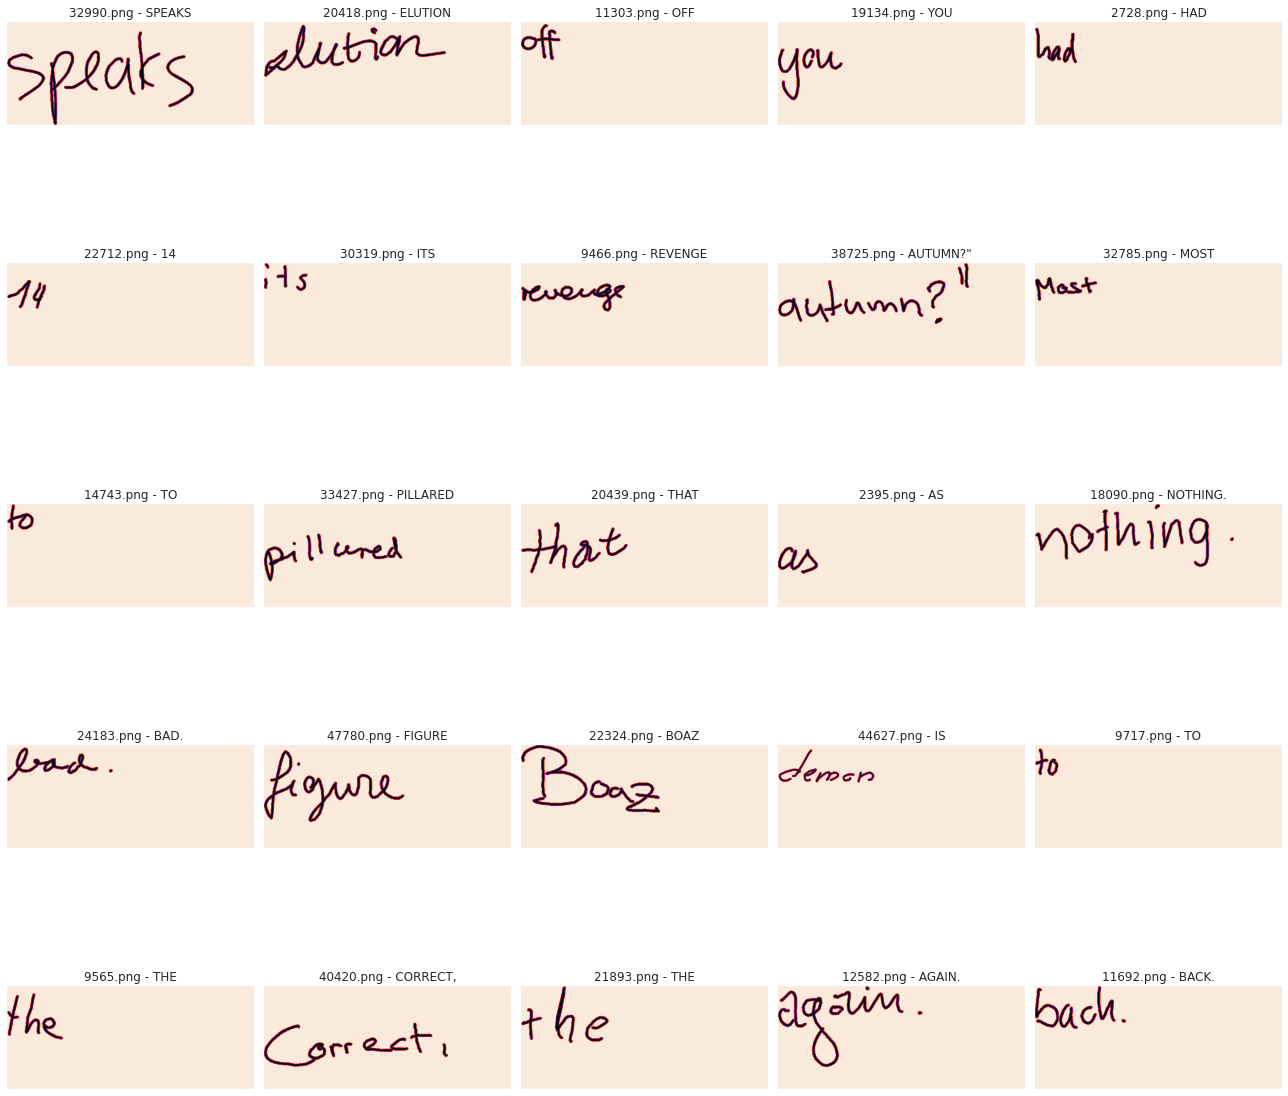 32990.png - SPEAKS 20418.png - ELUTION 11303.png - OFF 19134.png - YOU 2728.png - HAD
speaks elution off you had
22712.png - 14 30319.png - ITS 9466.png - REVENGE 38725.png - AUTUMN?" 32785.png - MOST
14 its revenge autumn?" Most
14743.png - TO 33427.png - PILLARED 20439.png - THAT 2395.png - AS 18090.png - NOTHING.
to pillared that as nothing.
24183.png - BAD. 47780.png - FIGURE 22324.png - BOAZ 44627.png - IS 9717.png - TO
bad. figure Boaz demon to
9565.png - THE 40420.png - CORRECT, 21893.png - THE 12582.png - AGAIN. 11692.png - BACK.
the Correct, the again. back.